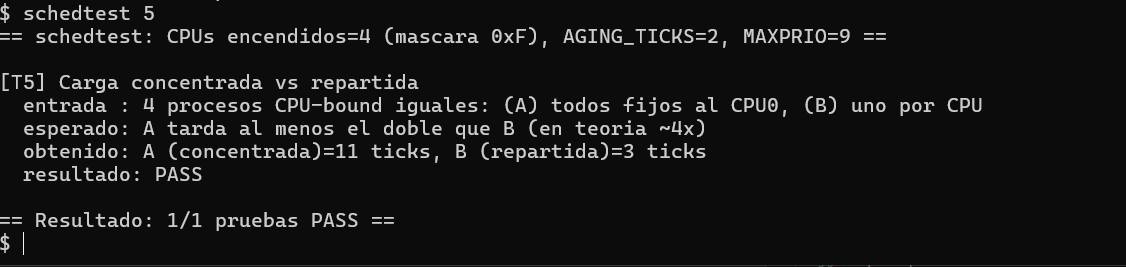 $ schedtest 5
== schedtest: CPUs encendidos=4 (mascara 0xF), AGING_TICKS=2, MAXPRIO=9 ==
[T5] Carga concentrada vs repartida
entrada : 4 procesos CPU-bound iguales: (A) todos fijos al CPU0, (B) uno por CPU
esperado: A tarda al menos el doble que B (en teoria ~4x)
obtenido: A (concentrada)=11 ticks, B (repartida)=3 ticks
resultado: PASS
== Resultado: 1/1 pruebas PASS ==
$